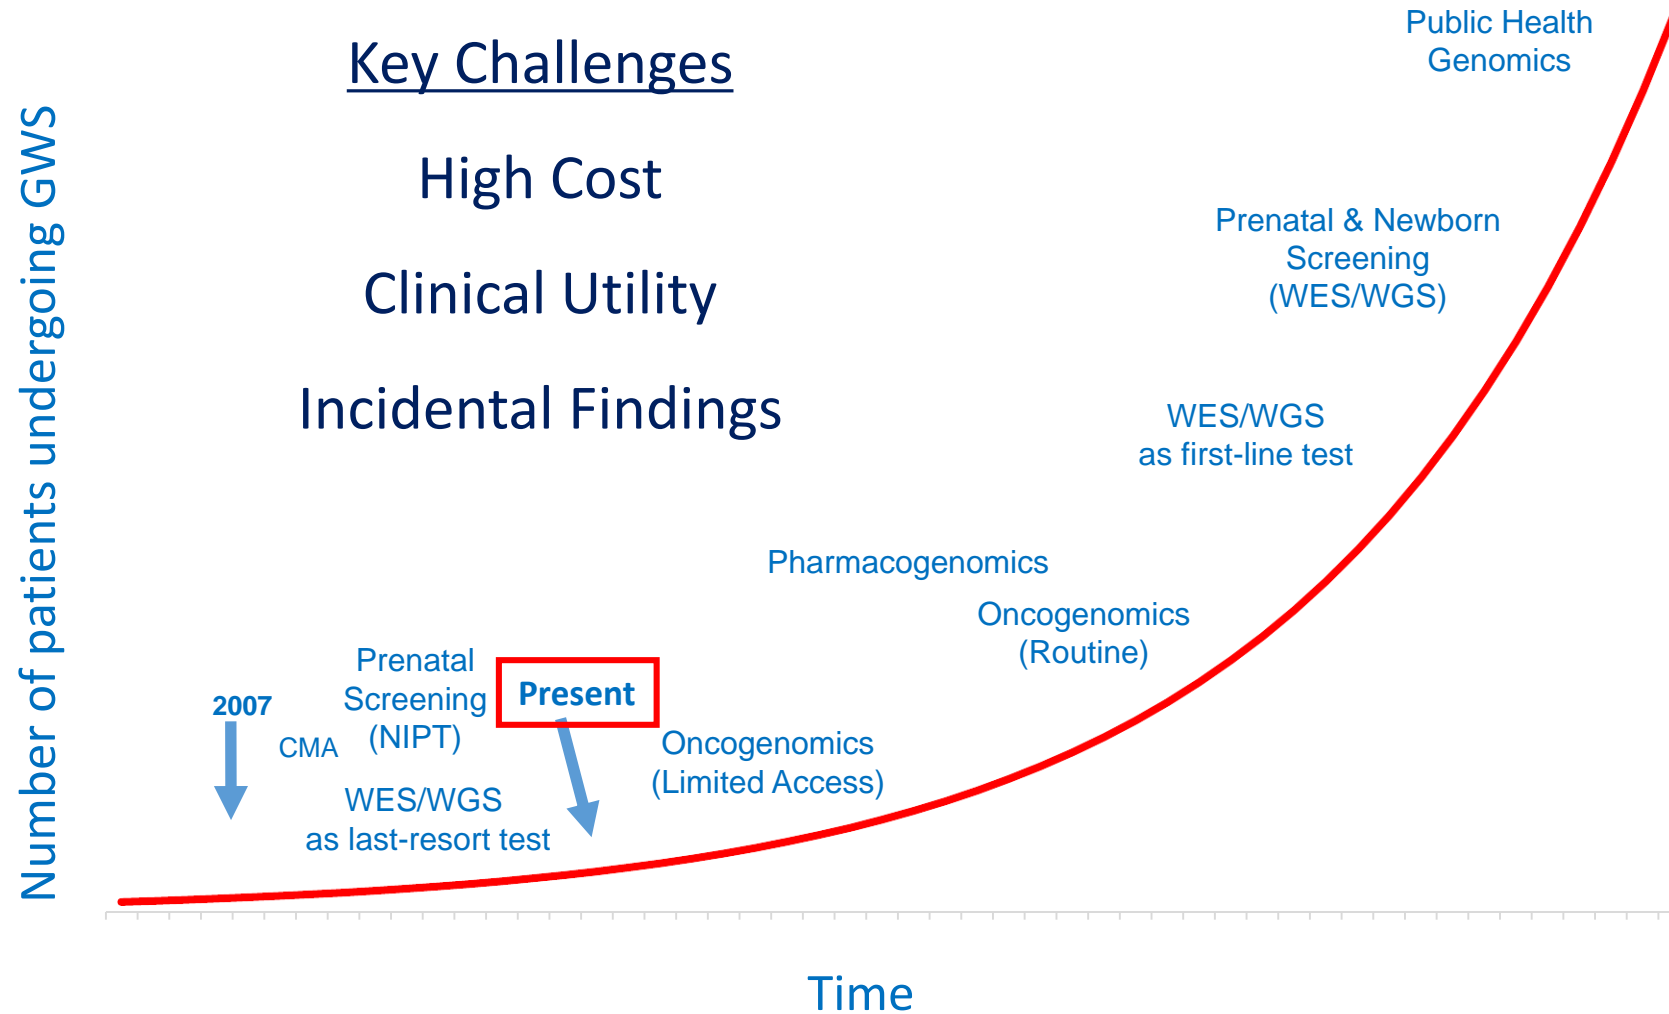 Key Challenges
High Cost
Clinical Utility
Incidental Findings
Number of patients undergoing GWS
2007
CMA
Prenatal
Screening
(NIPT)
WES/WGS
as last-resort test
Present
Oncogenomics
(Limited Access)
Pharmacogenomics
Oncogenomics
(Routine)
WES/WGS
as first-line test
Prenatal & Newborn
Screening
(WES/WGS)
Public Health
Genomics
Time